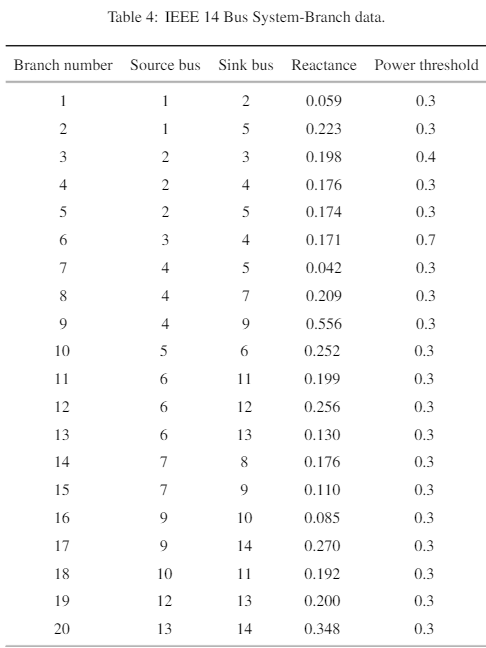 Table 4: IEEE 14 Bus System-Branch data.
Branch number Source bus Sink bus Reactance Power threshold
1 1 2 0.059 0.3
2 1 5 0.223 0.3
3 2 3 0.198 0.4
4 2 4 0.176 0.3
5 2 5 0.174 0.3
6 3 4 0.171 0.7
7 4 5 0.042 0.3
8 4 7 0.209 0.3
9 4 9 0.556 0.3
10 5 6 0.252 0.3
11 6 11 0.199 0.3
12 6 12 0.256 0.3
13 6 13 0.130 0.3
14 7 8 0.176 0.3
15 7 9 0.110 0.3
16 9 10 0.085 0.3
17 9 14 0.270 0.3
18 10 11 0.192 0.3
19 12 13 0.200 0.3
20 13 14 0.348 0.3